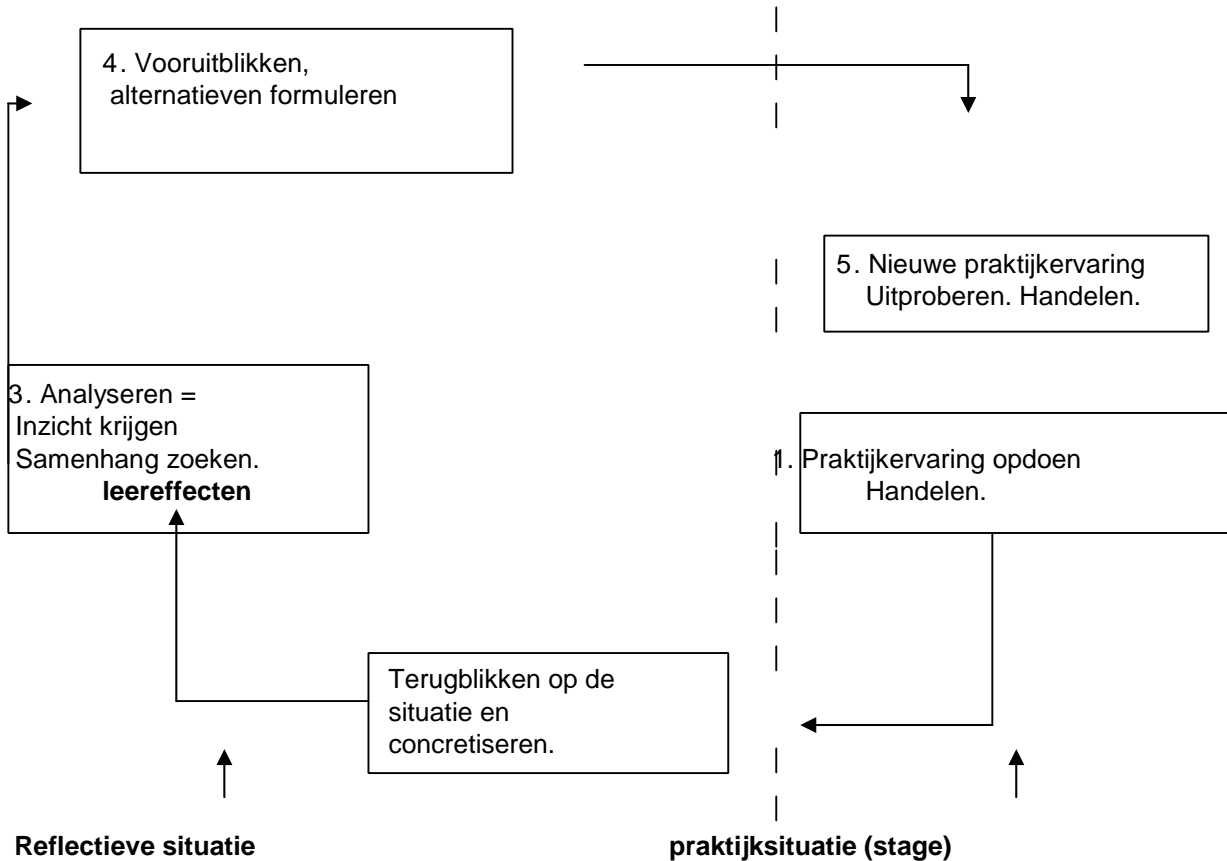 4. Vooruitblikken,
alternatieven formuleren
5. Nieuwe praktijkervaring
Uitproberen. Handelen.
3. Analyseren =
Inzicht krijgen
Samenhang zoeken.
leereffecten
1. Praktijkervaring opdoen
Handelen.
Terugblikken op de
situatie en
concretiseren.
Reflectieve situatie
praktijksituatie (stage)